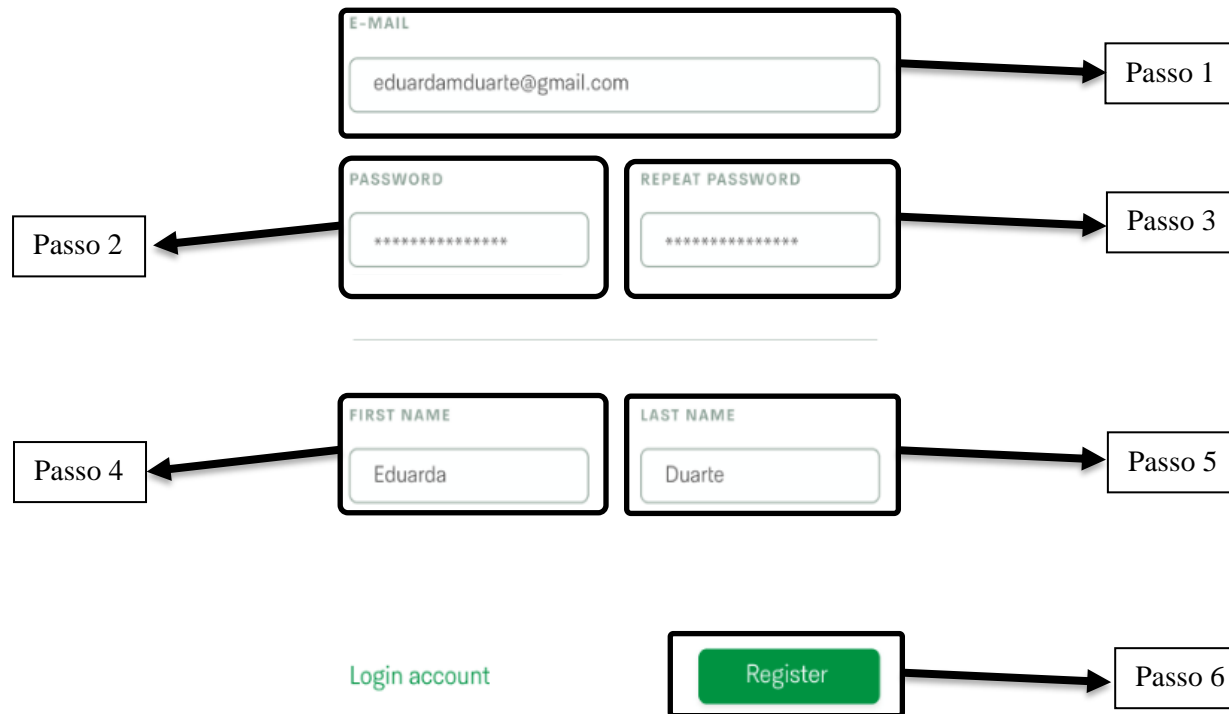 E-MAIL
eduardamduarte@gmail.com
Passo 1
PASSWORD
REPEAT PASSWORD
Passo 2
***************
***************
Passo 3
FIRST NAME
LAST NAME
Passo 4
Eduarda
Duarte
Passo 5
Login account
Register
Passo 6